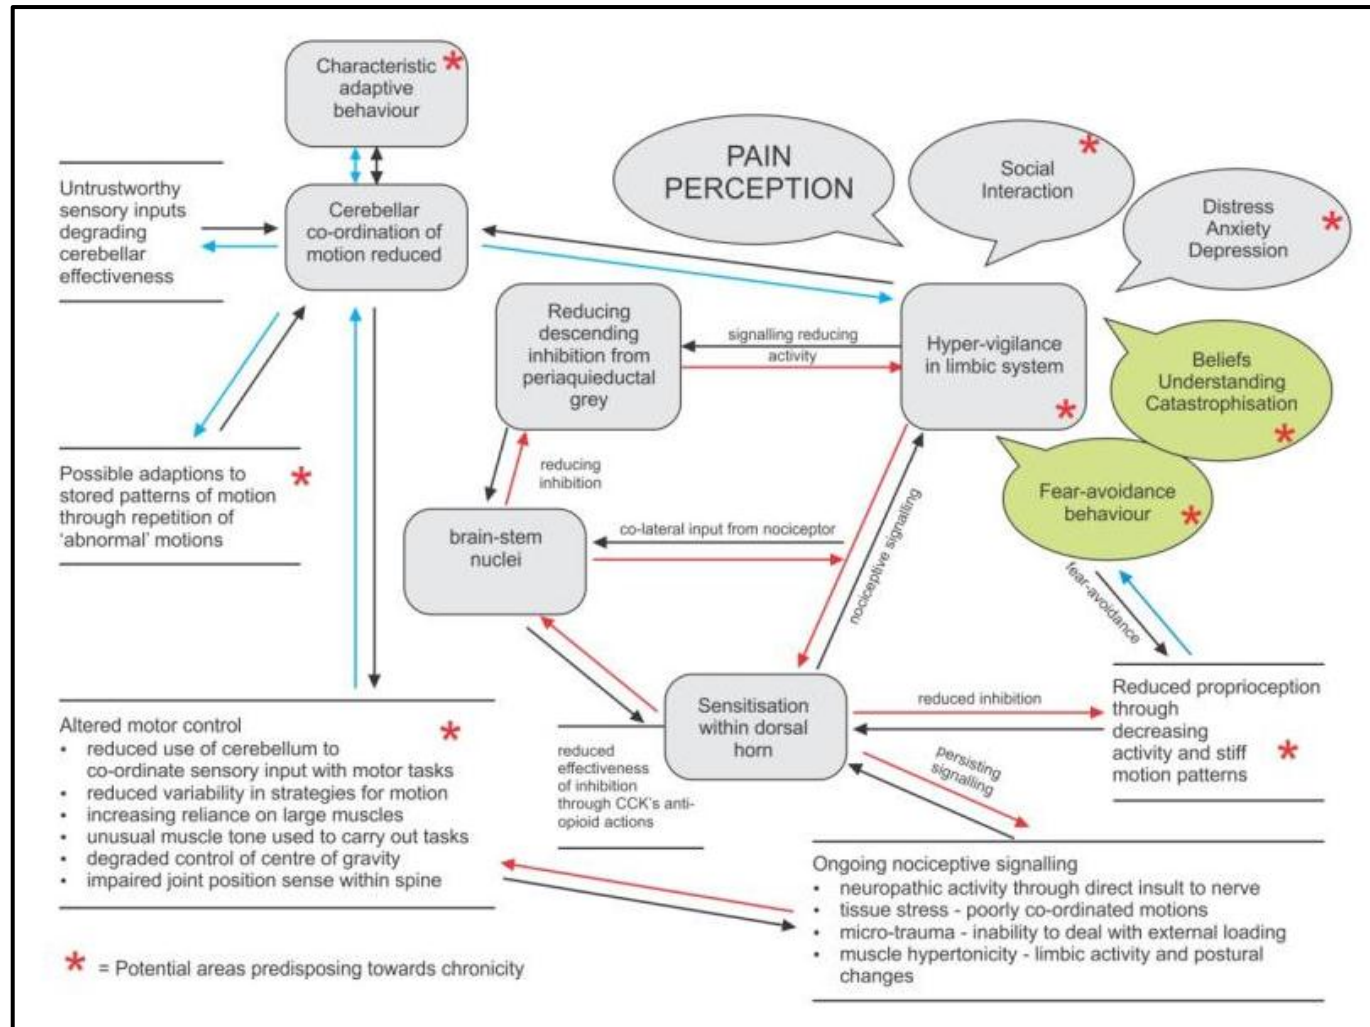 Characteristic
adaptive
behaviour
*
PAIN
PERCEPTION
Social
Interaction
*
Distress
Anxiety
Depression
*
Untrustworthy
sensory inputs
degrading
cerebellar
effectiveness
Cerebellar
co-ordination of
motion reduced
Reducing
descending
inhibition from
periaquieductal
grey
signalling reducing
activity
Hyper-vigilance
in limbic system
*
Beliefs
Understanding
Catastrophisation
*
Fear-avoidance
behaviour
*
Possible adaptions to
stored patterns of motion
through repetition of
‘abnormal’ motions
*
reducing
inhibition
brain-stem
nuclei
co-lateral input from nociceptor
nociceptive signalling
fear-avoidance
Altered motor control
• reduced use of cerebellum to
co-ordinate sensory input with motor tasks
• reduced variability in strategies for motion
• increasing reliance on large muscles
• unusual muscle tone used to carry out tasks
• degraded control of centre of gravity
• impaired joint position sense within spine
*
reduced
effectiveness
of inhibition
through CCK's anti-
opioid actions
Sensitisation
within dorsal
horn
reduced inhibition
persisting
signalling
Reduced proprioception
through
decreasing
activity and stiff
motion patterns
*
Ongoing nociceptive signalling
• neuropathic activity through direct insult to nerve
• tissue stress - poorly co-ordinated motions
• micro-trauma - inability to deal with external loading
• muscle hypertonicity - limbic activity and postural
changes
* = Potential areas predisposing towards chronicity